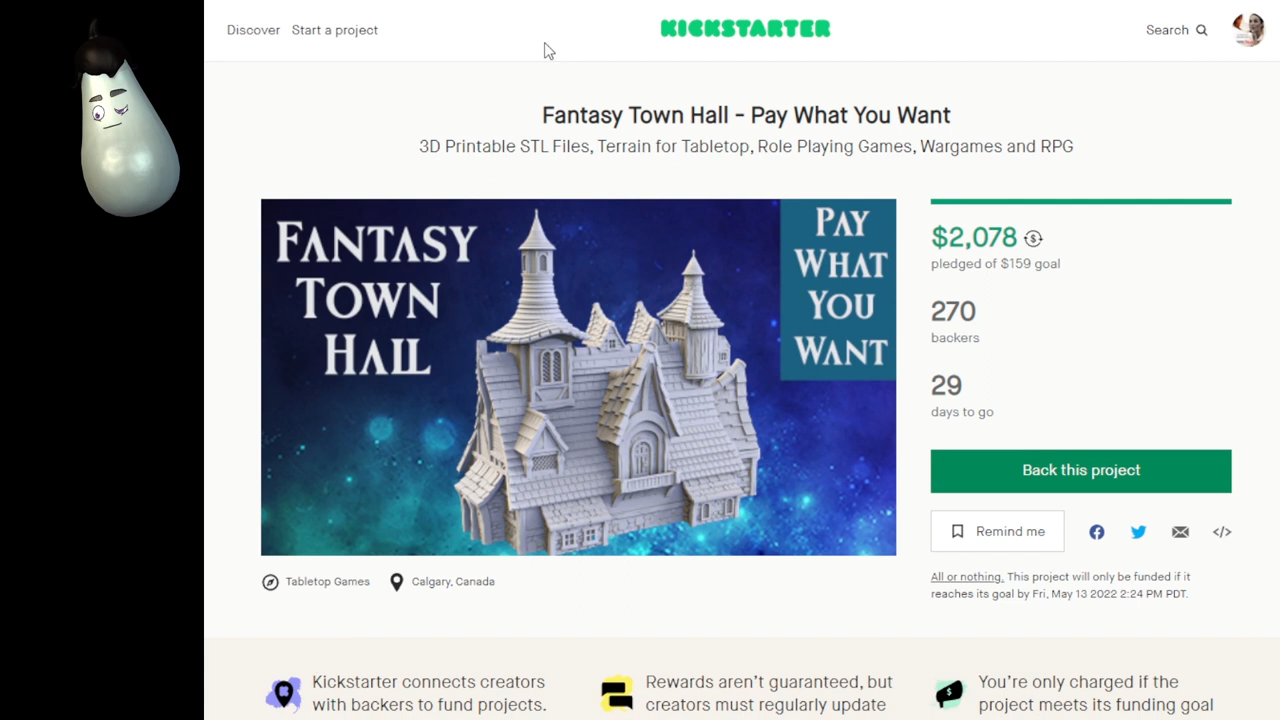 Discover Start a project
KICKSTARTER
Search
Fantasy Town Hall - Pay What You Want
3D Printable STL Files, Terrain for Tabletop, Role Playing Games, Wargames and RPG
FANTASY
TOWN
HALL
PAY
WHAT
YOU
WANT
$2,078
pledged of $159 goal
270
backers
29
days to go
Back this project
Remind me
All or nothing. This project will only be funded if it
reaches its goal by Fri, May 13 2022 2:24 PM PDT.
Tabletop Games Calgary, Canada
Kickstarter connects creators
with backers to fund projects.
Rewards aren't guaranteed, but
creators must regularly update
You're only charged if the
project meets its funding goal